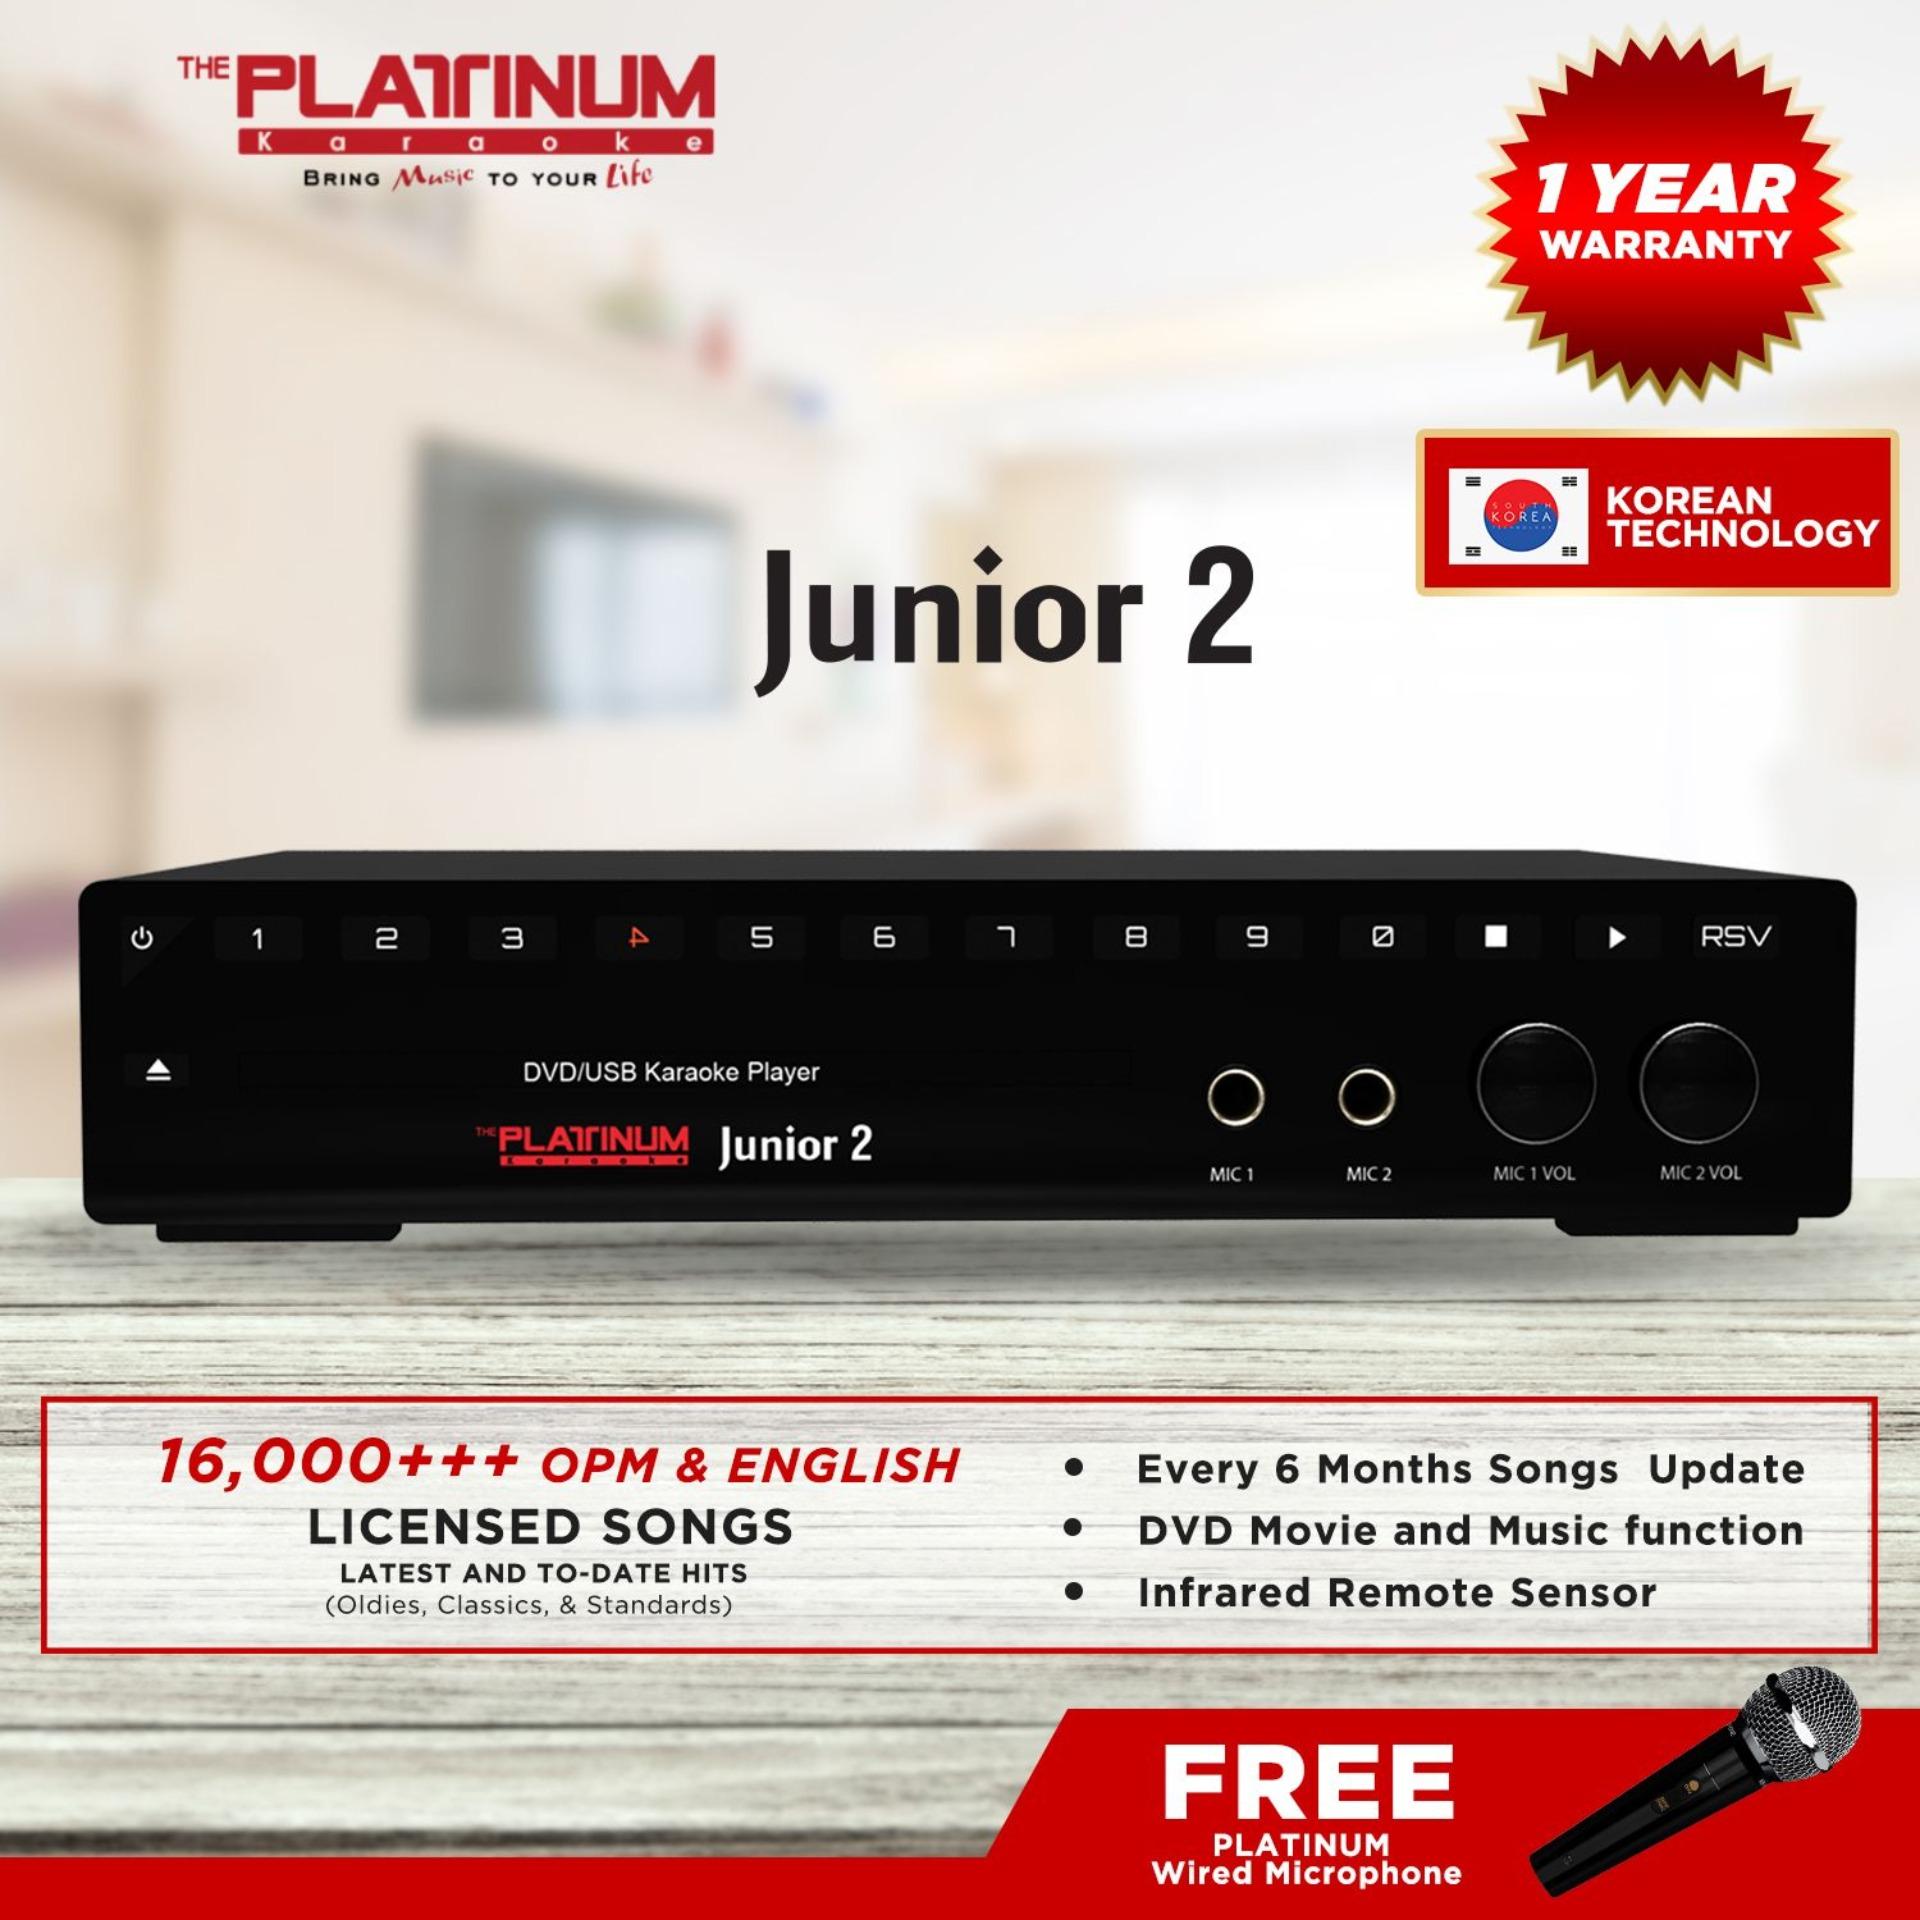 THE PLATINUM
Karaoke
BRING Music TO YOUR Life
1 YEAR
WARRANTY
SOUTH
KOREA
KOREAN
TECHNOLOGY
Junior 2
1 2 3 4 5 6 7 8 9 0 RSV
DVD/USB Karaoke Player
THE PLATINUM
Karaoke
Junior 2
MIC 1
MIC 2
MIC 1 VOL
MIC 2 VOL
16,000+++ OPM & ENGLISH
LICENSED SONGS
LATEST AND TO-DATE HITS
(Oldies, Classics, & Standards)
• Every 6 Months Songs Update
• DVD Movie and Music function
• Infrared Remote Sensor
FREE
PLATINUM
Wired Microphone